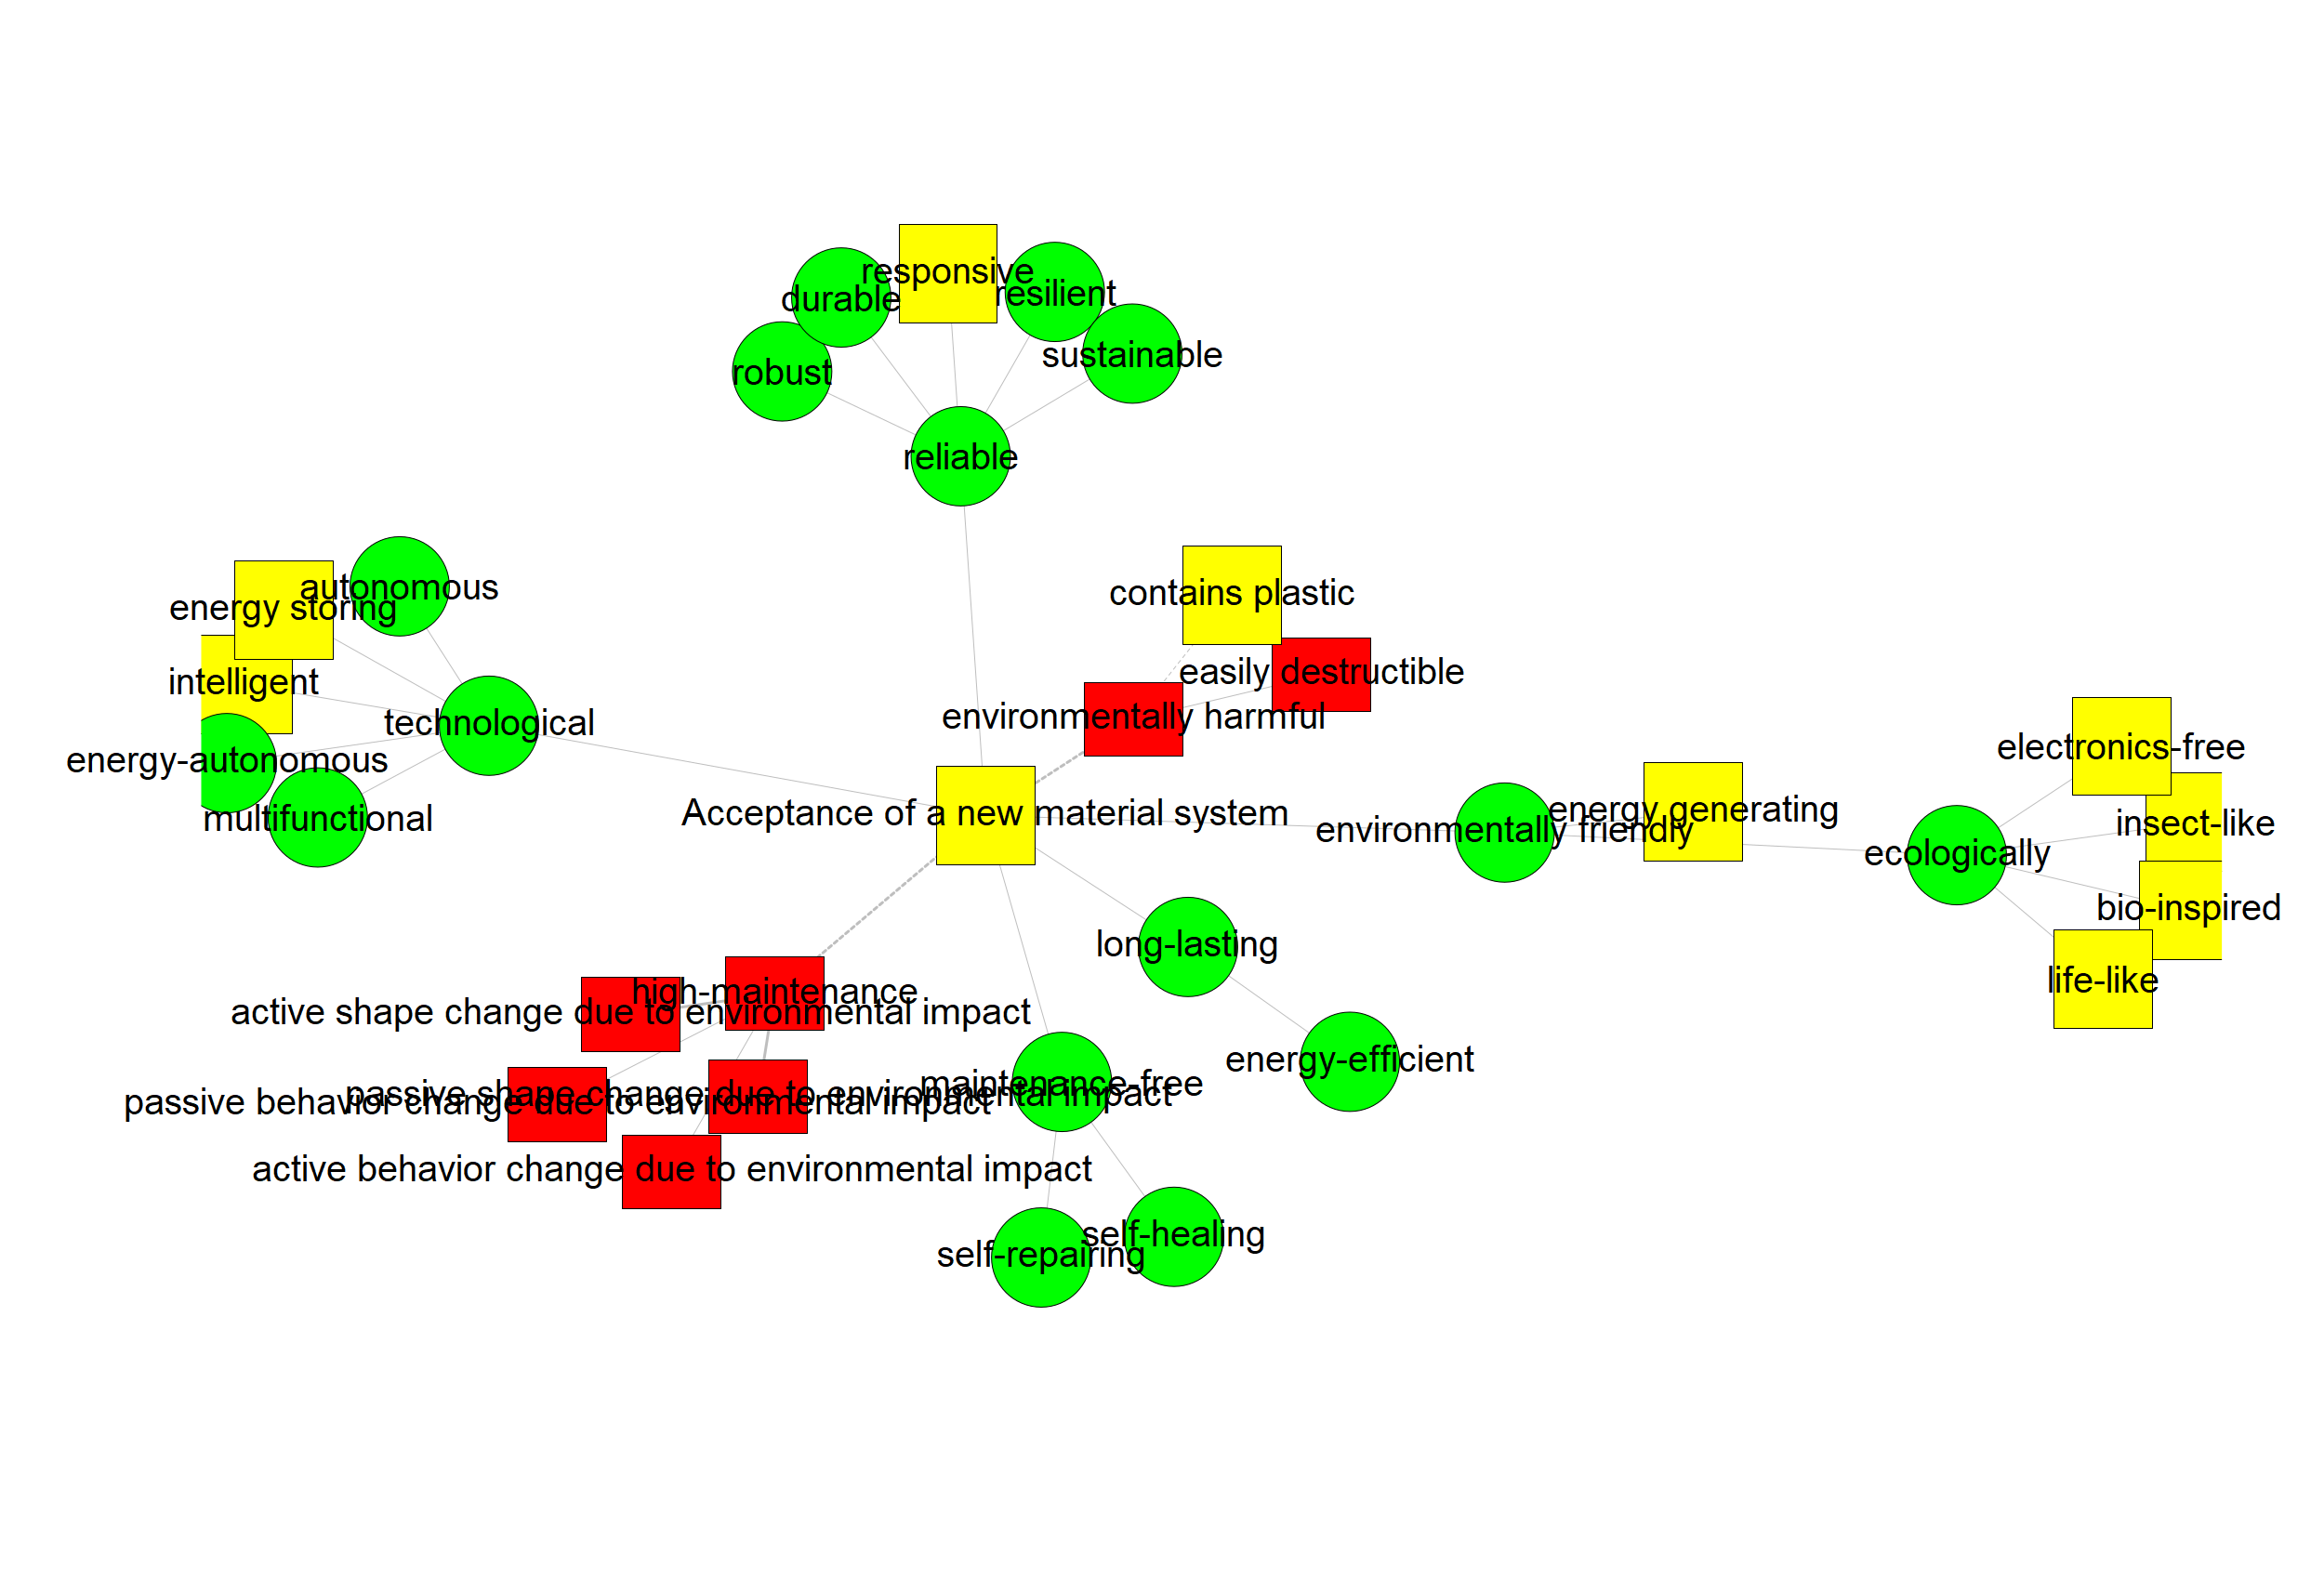 responsive
durable
resilient
sustainable
robust
reliable
autonomous
energy storing
contains plastic
intelligent
easily destructible
technological
environmentally harmful
energy-autonomous
electronics-free
multifunctional
Acceptance of a new material system
energy generating
environmentally friendly
insect-like
ecologically
bio-inspired
long-lasting
life-like
high-maintenance
active shape change due to environmental impact
energy-efficient
maintenance-free
passive shape change due to environmental impact
passive behavior change due to environmental impact
active behavior change due to environmental impact
self-healing
self-repairing